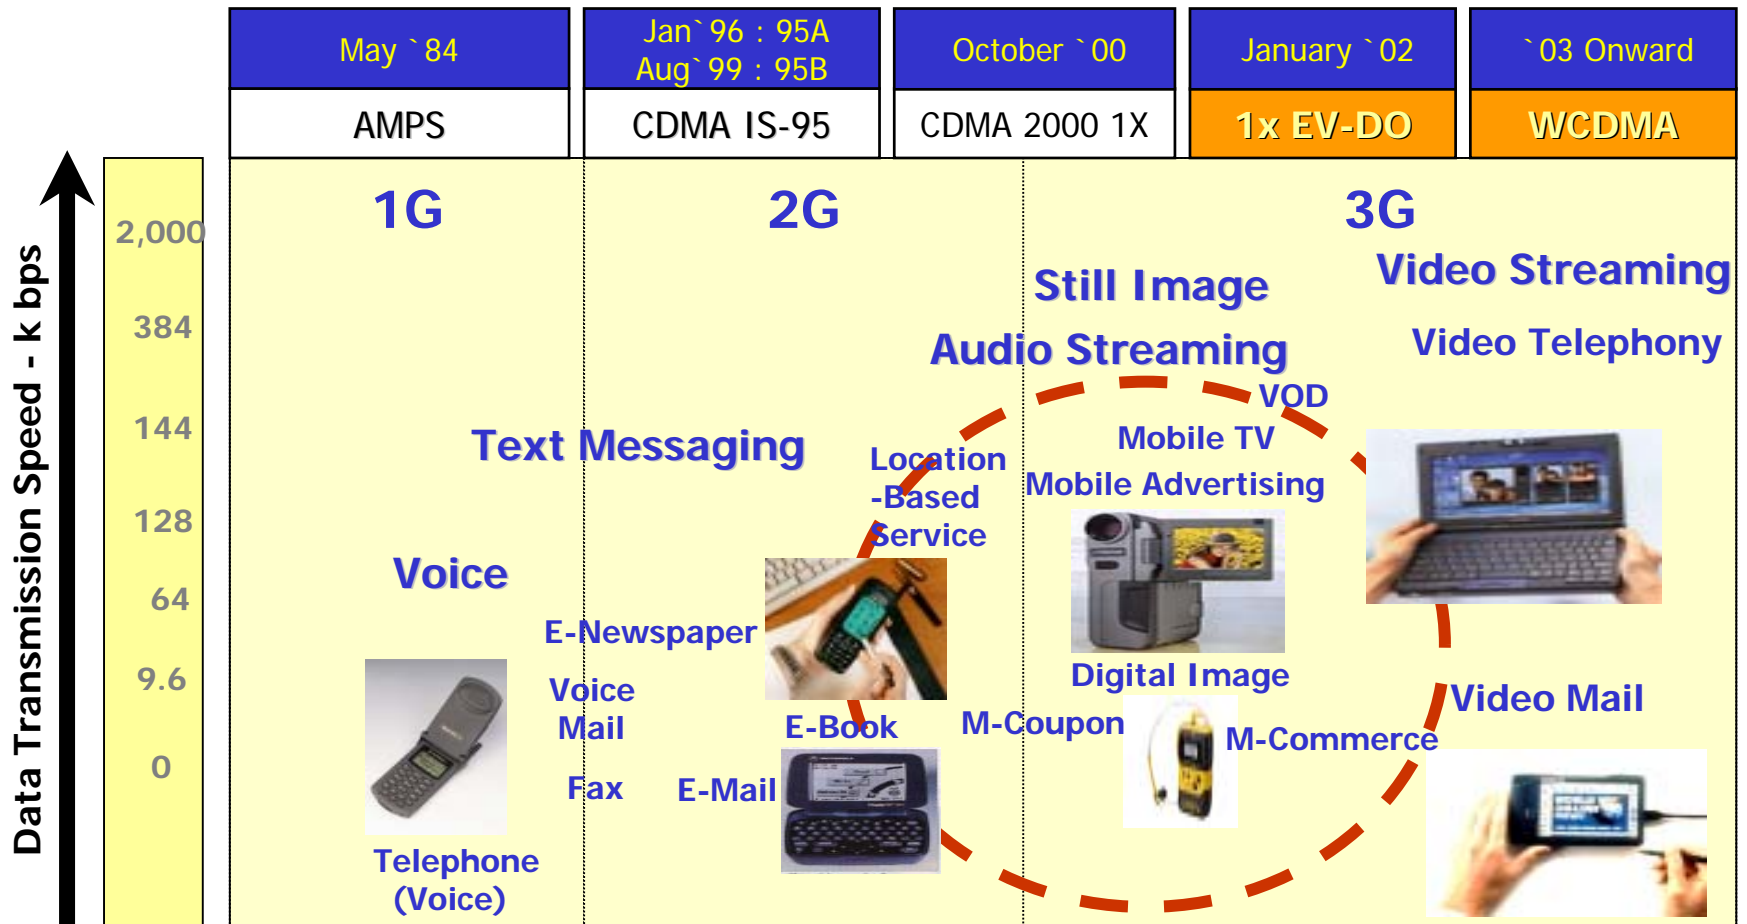 May `84
Jan`96 : 95A
Aug`99 : 95B
October `00
January `02
`03 Onward
AMPS
CDMA IS-95
CDMA 2000 1X
1x EV-DO
WCDMA
Data Transmission Speed - k bps
2,000
384
144
128
64
9.6
0
1G
2G
3G
Still Image
Video Streaming
Audio Streaming
Video Telephony
VOD
Text Messaging
Mobile TV
Location
-Based
Service
Mobile Advertising
Voice
E-Newspaper
Voice
Mail
Digital Image
Video Mail
E-Book
M-Coupon
M-Commerce
Fax
E-Mail
Telephone
(Voice)